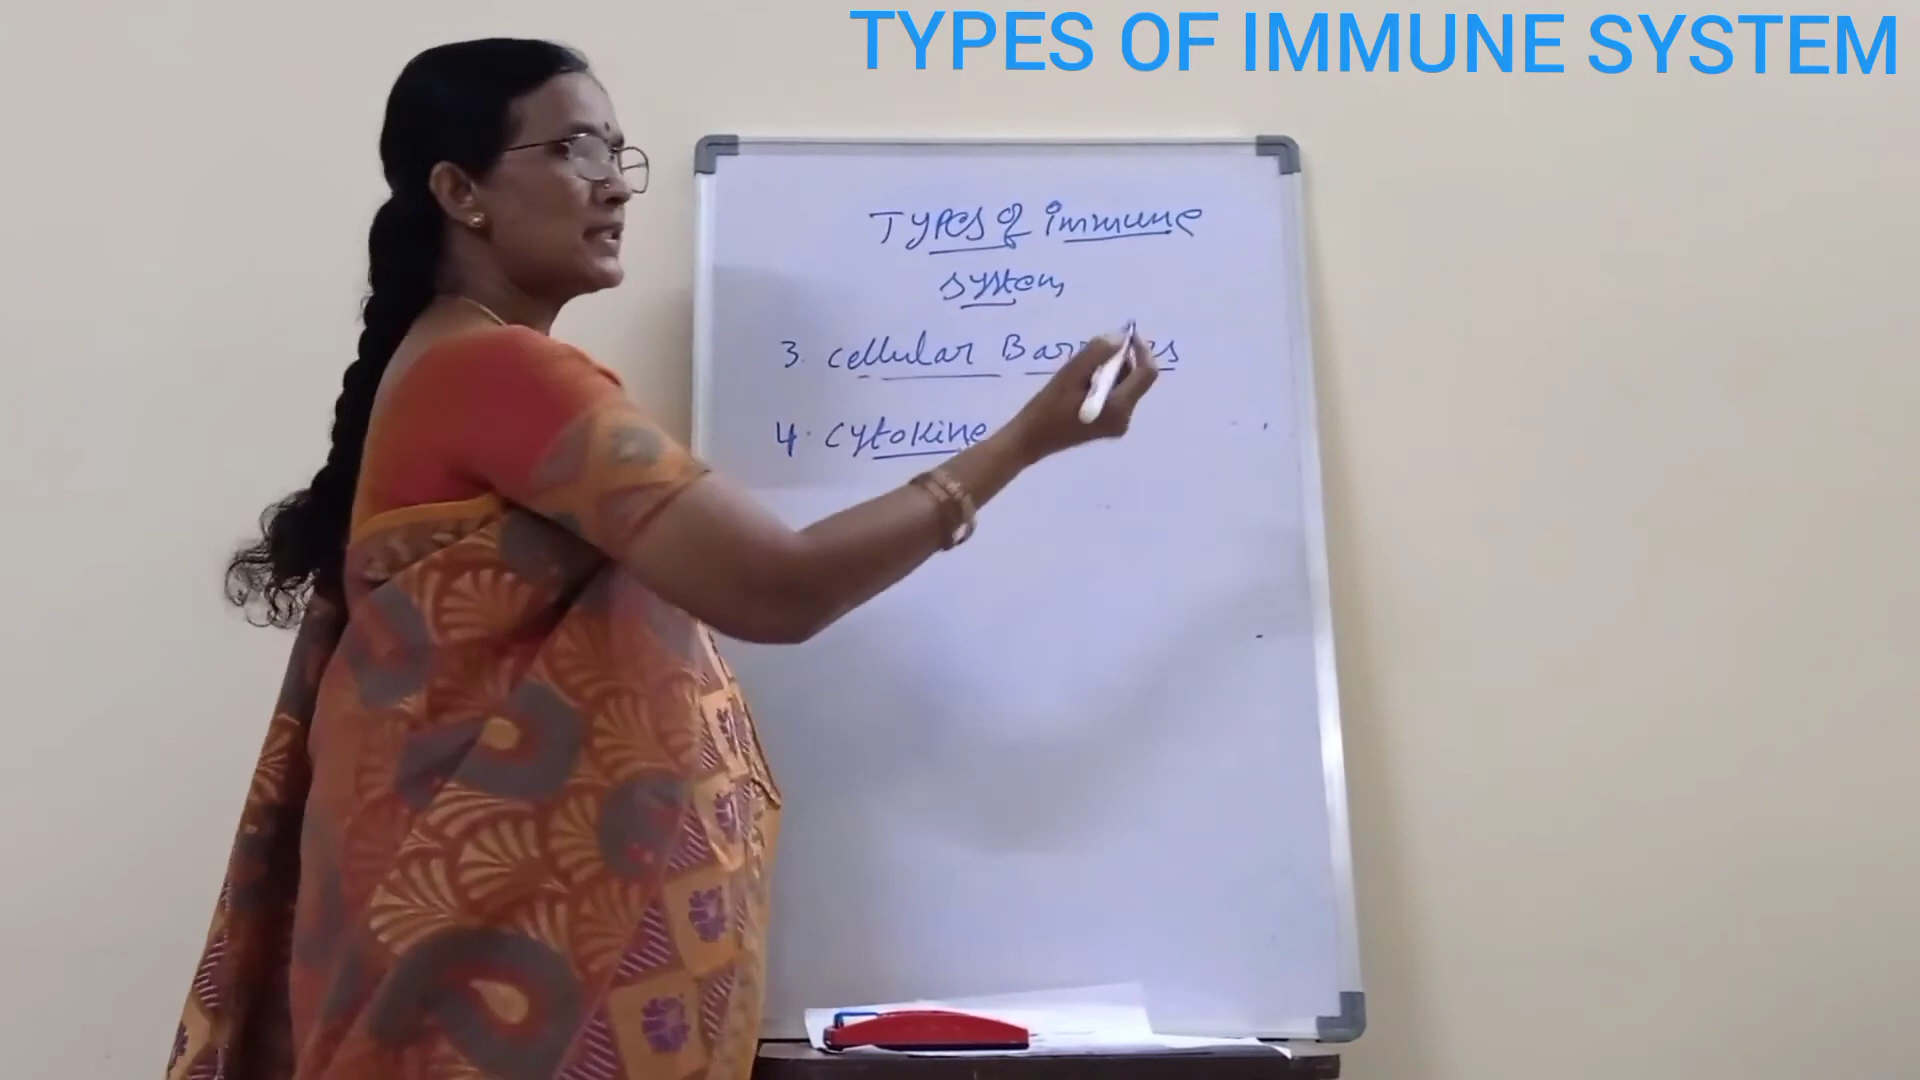 TYPES OF IMMUNE SYSTEM
Types of immune
system
3. Cellular Barriers
4. Cytokine